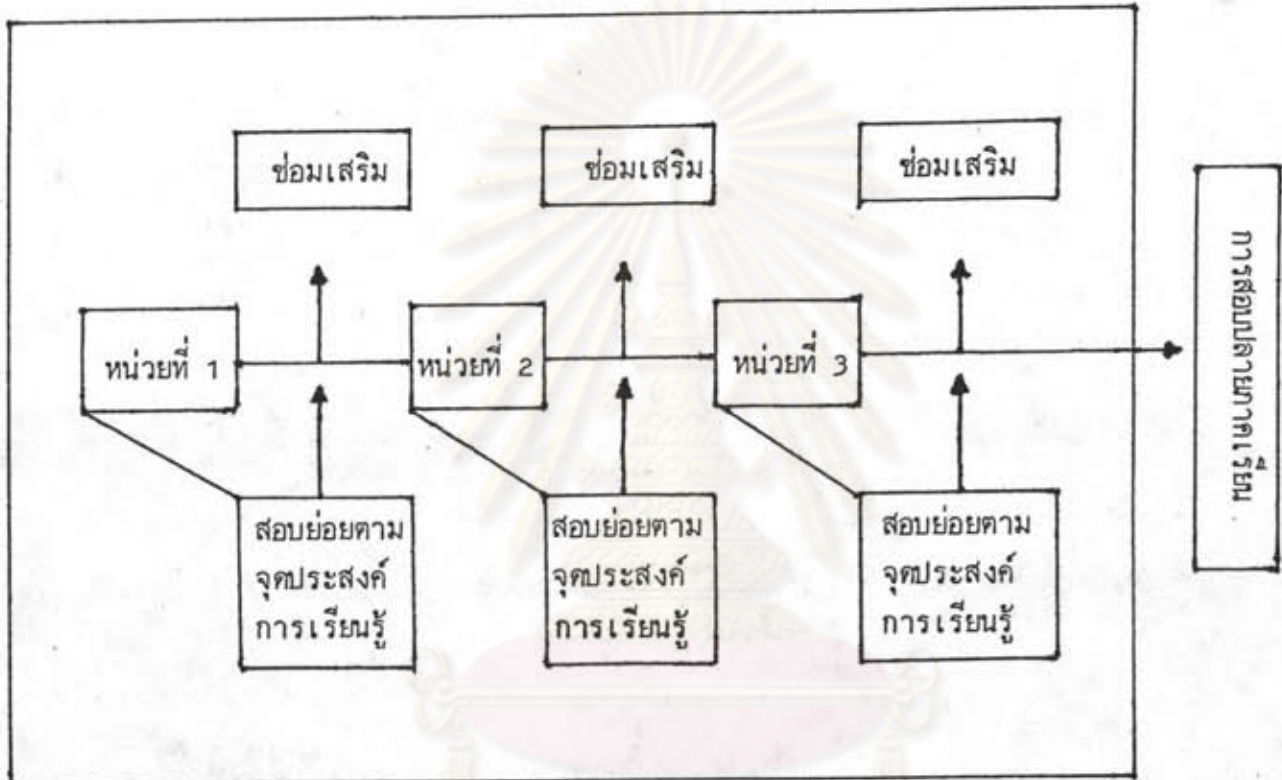 ซ่อมเสริม
ซ่อมเสริม
ซ่อมเสริม
หน่วยที่ 1
หน่วยที่ 2
หน่วยที่ 3
สอบย่อยตาม
จุดประสงค์
การเรียนรู้
สอบย่อยตาม
จุดประสงค์
การเรียนรู้
สอบย่อยตาม
จุดประสงค์
การเรียนรู้
การสอบปลายภาคเรียน